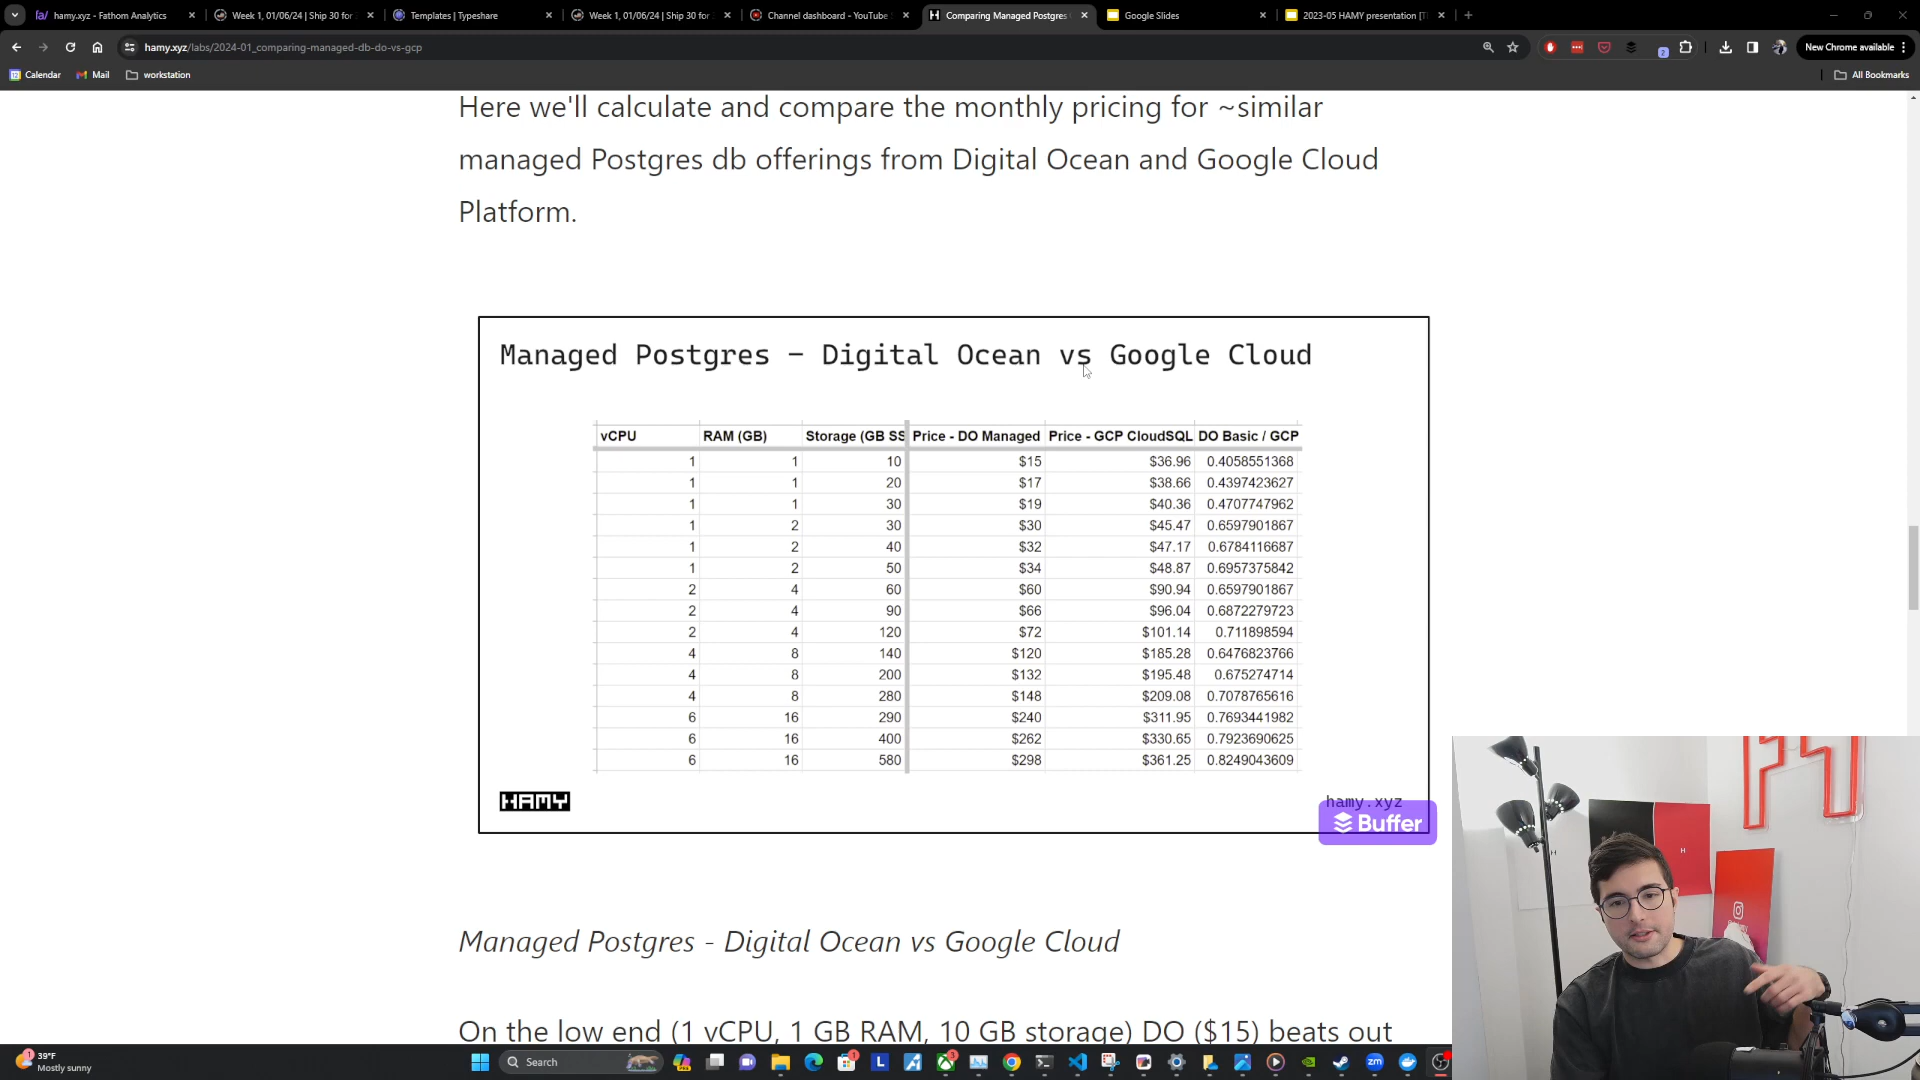 hamy.xyz - Fathom Analytics
Week 1, 01/06/24 | Ship 30 for
Templates | Typeshare
Week 1, 01/06/24 | Ship 30 for
Channel dashboard - YouTube
Comparing Managed Postgres
Google Slides
2023-05 HAMY presentation [T
hamy.xyz/labs/2024-01_comparing-managed-db-do-vs-gcp
2
New Chrome available
Calendar
Mail
workstation
All Bookmarks
Here we'll calculate and compare the monthly pricing for ~similar
managed Postgres db offerings from Digital Ocean and Google Cloud
Platform.
Managed Postgres - Digital Ocean vs Google Cloud
vCPU RAM (GB) Storage (GB SS Price - DO Managed Price - GCP CloudSQL DO Basic / GCP
1 1 10 $15 $36.96 0.4058551368
1 1 20 $17 $38.66 0.4397423627
1 1 30 $19 $40.36 0.4707747962
1 2 30 $30 $45.47 0.6597901867
1 2 40 $32 $47.17 0.6784116687
1 2 50 $34 $48.87 0.6957375842
2 4 60 $60 $90.94 0.6597901867
2 4 90 $66 $96.04 0.6872279723
2 4 120 $72 $101.14 0.711898594
4 8 140 $120 $185.28 0.6476823766
4 8 200 $132 $195.48 0.675274714
4 8 280 $148 $209.08 0.7078765616
6 16 290 $240 $311.95 0.7693441982
6 16 400 $262 $330.65 0.7923690625
6 16 580 $298 $361.25 0.8249043609
HAMY
hamy.xyz
Buffer
Managed Postgres - Digital Ocean vs Google Cloud
On the low end (1 vCPU, 1 GB RAM, 10 GB storage) DO ($15) beats out
39°F
Mostly sunny
Search